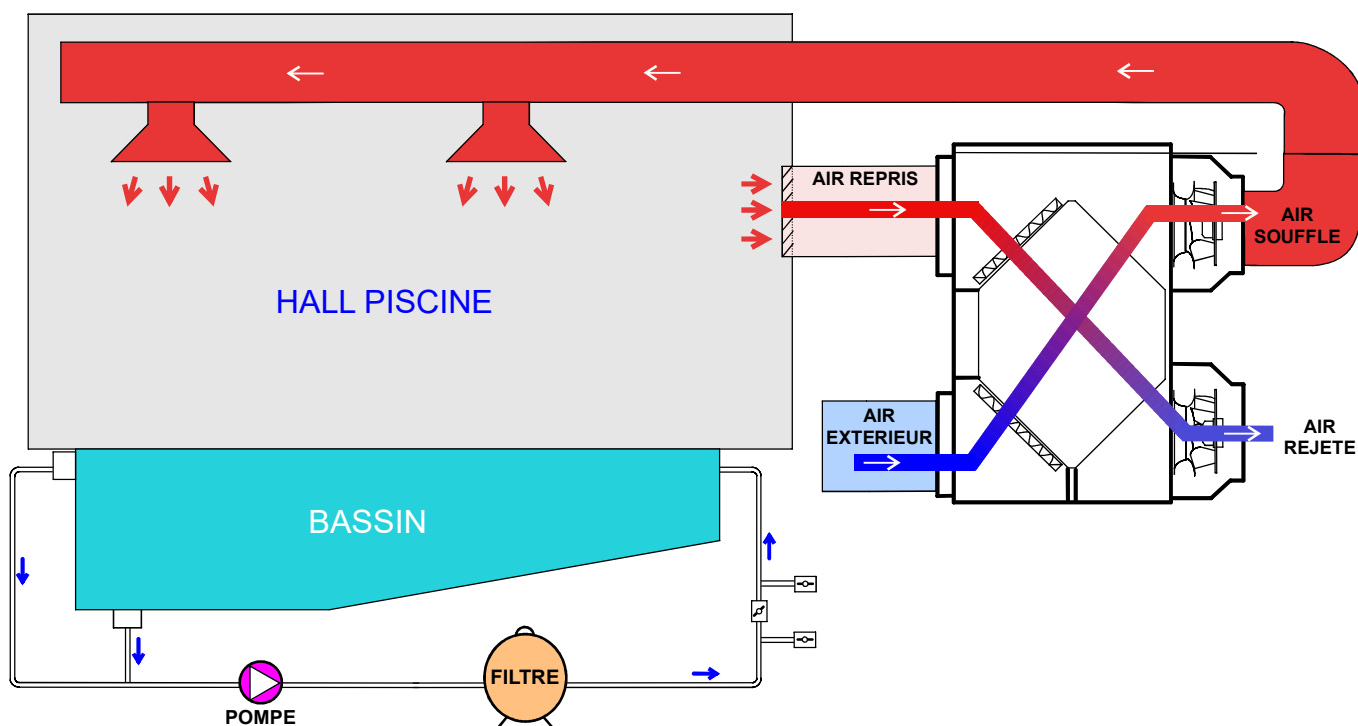 AIR REPRIS
AIR
SOUFFLE
HALL PISCINE
AIR
EXTERIEUR
AIR
REJETE
BASSIN
FILTRE
POMPE